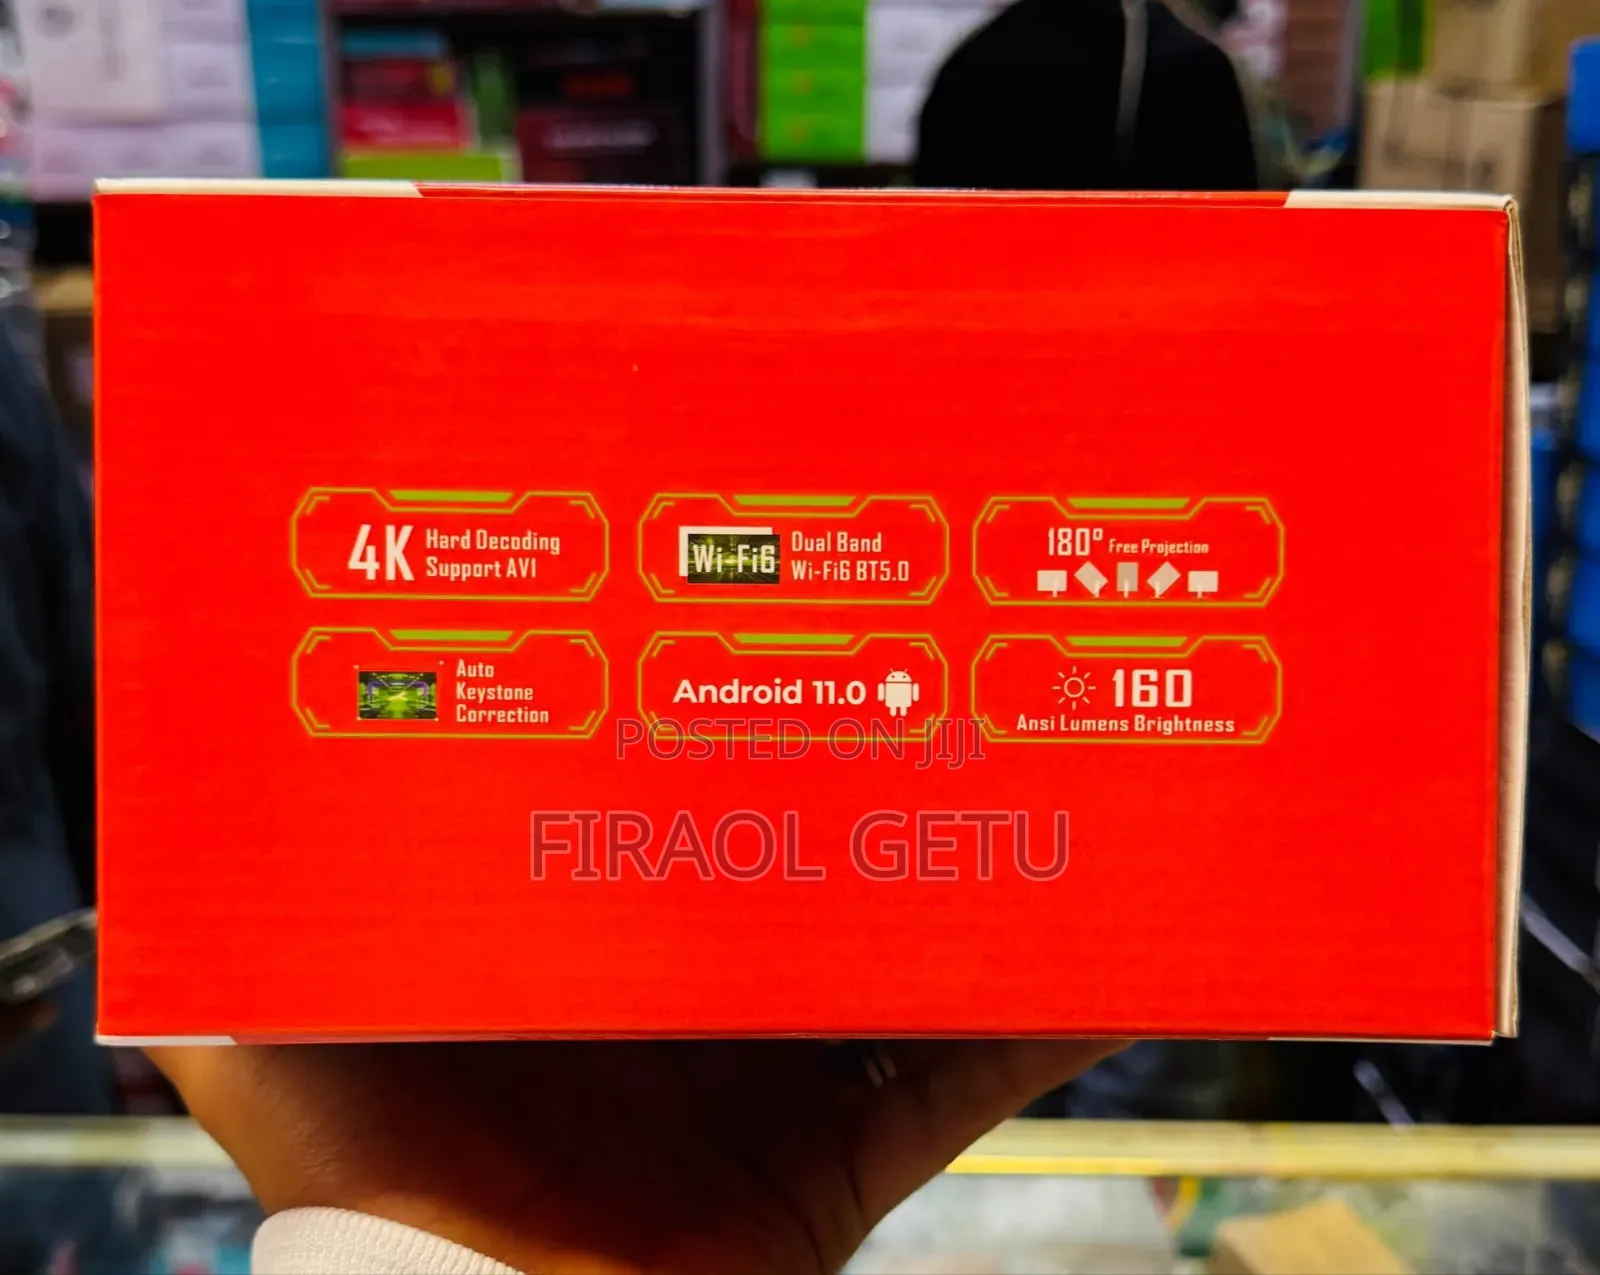 4K Hard Decoding
Support AV1
Wi-Fi6 Dual Band
Wi-Fi6 BT5.0
180° Free Projection
Auto
Keystone
Correction
Android 11.0
160
Ansi Lumens Brightness
POSTED ON JIJI
FIRAOL GETU